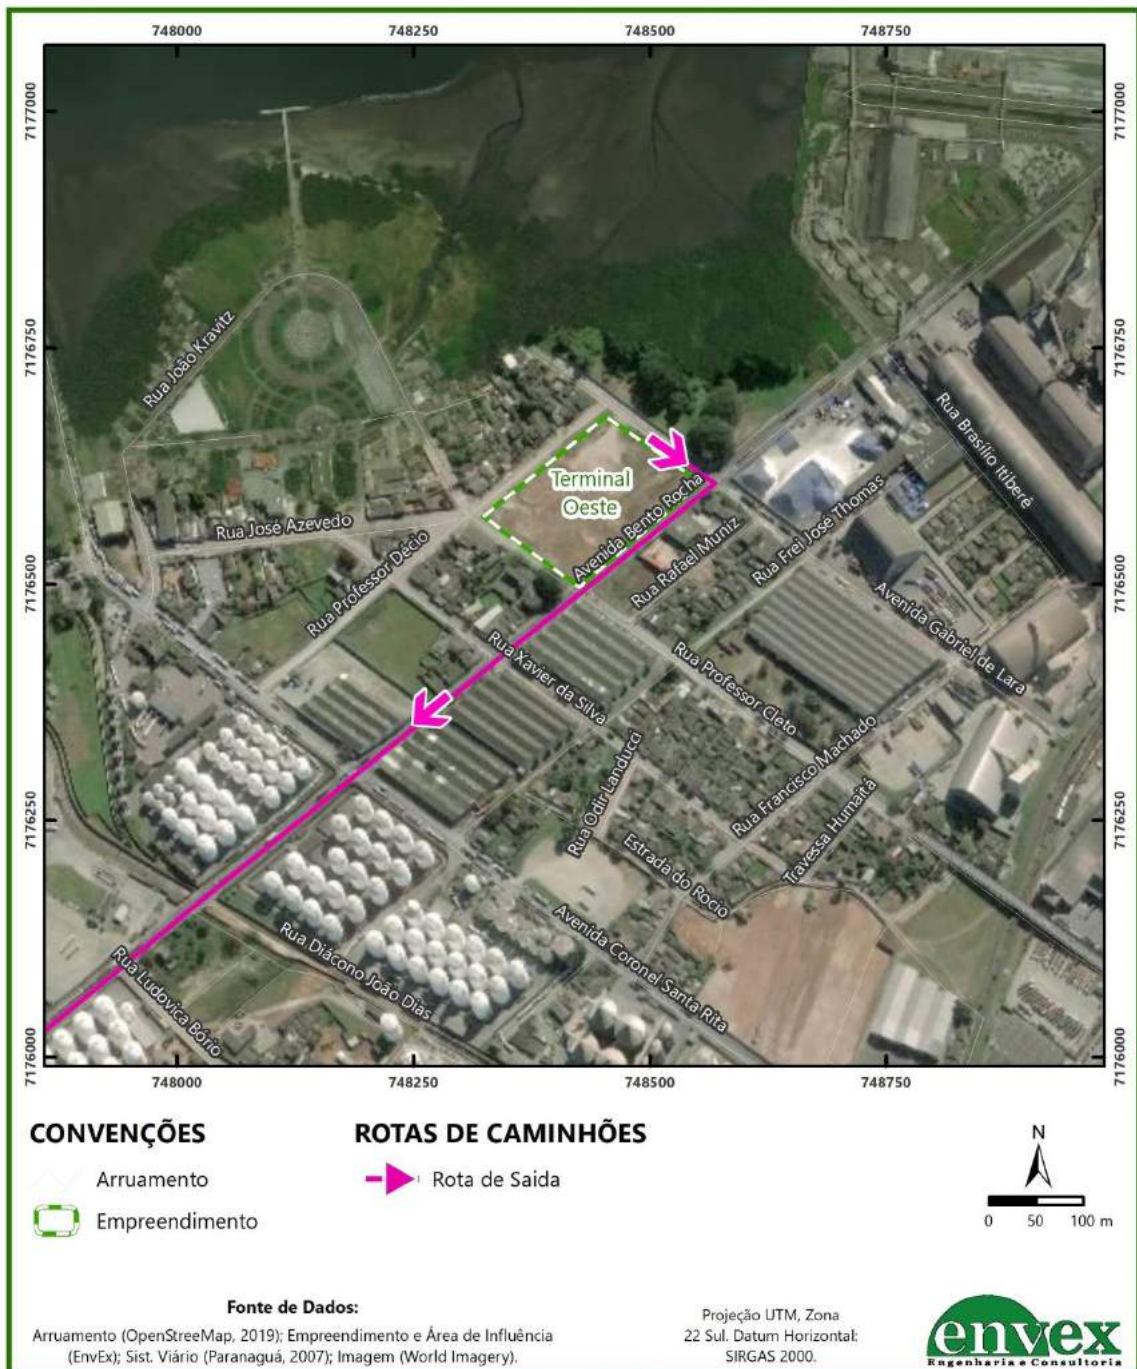 748000
748250
748500
748750
7177000
7177000
Rua João Kravitz
7176750
7176750
Rua Brasílio Itiberê
Terminal
Oeste
Avenida Bento Rocha
Rua José Azevedo
Rua Professor Décio
Rua Rafael Muniz
Rua Frei José Thomas
7176500
7176500
Avenida Gabriel de Lara
Rua Xavier da Silva
Rua Professor Cleto
Rua Odir Landucci
Rua Francisco Machado
Travessa Humaitá
7176250
7176250
Estrada do Rocio
Rua Diácono João Dias
Avenida Coronel Santa Rita
Rua Ludovica Bório
7176000
7176000
748000
748250
748500
748750
CONVENÇÕES
ROTAS DE CAMINHÕES
Arruamento
Rota de Saída
Empreendimento
N
0 50 100 m
Fonte de Dados:
Arruamento (OpenStreeMap, 2019); Empreendimento e Área de Influência
(EnvEx); Sist. Viário (Paranaguá, 2007); Imagem (World Imagery).
Projeção UTM, Zona
22 Sul. Datum Horizontal:
SIRGAS 2000.
envex
Engenharia e Consultoria